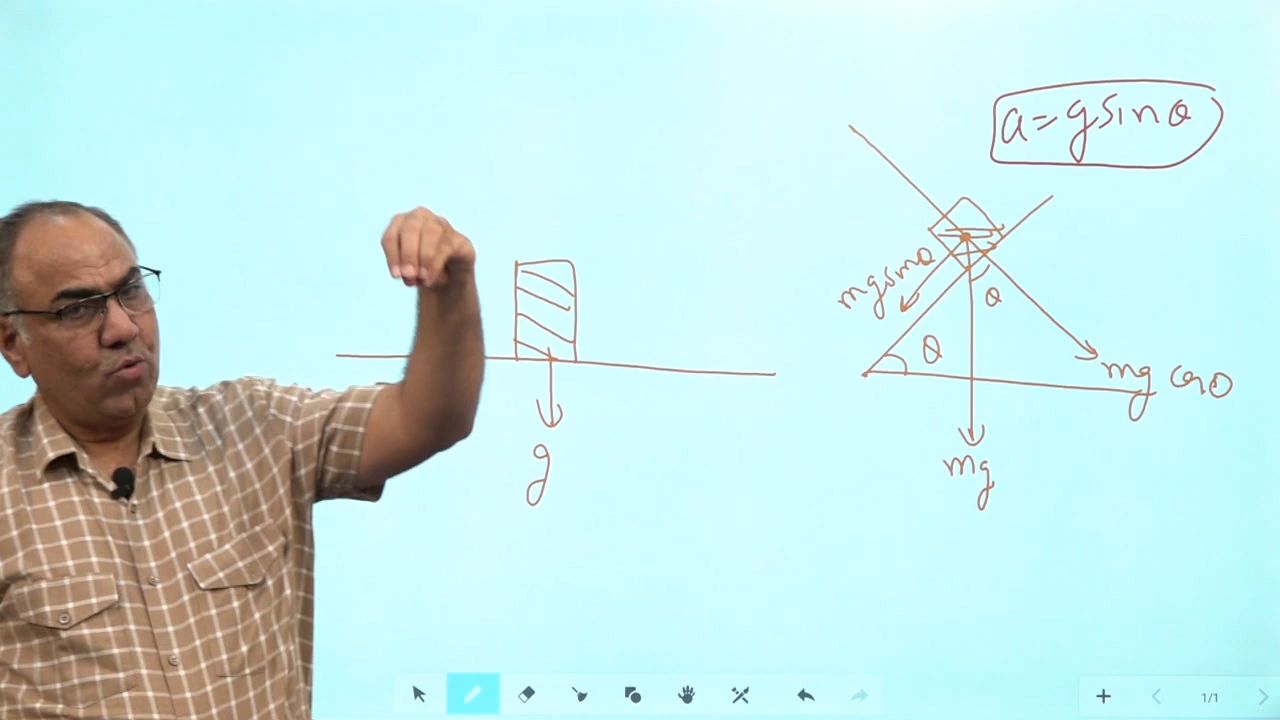 a = g sin θ
mg sin θ
θ
θ
mg cos θ
g
mg
1/1